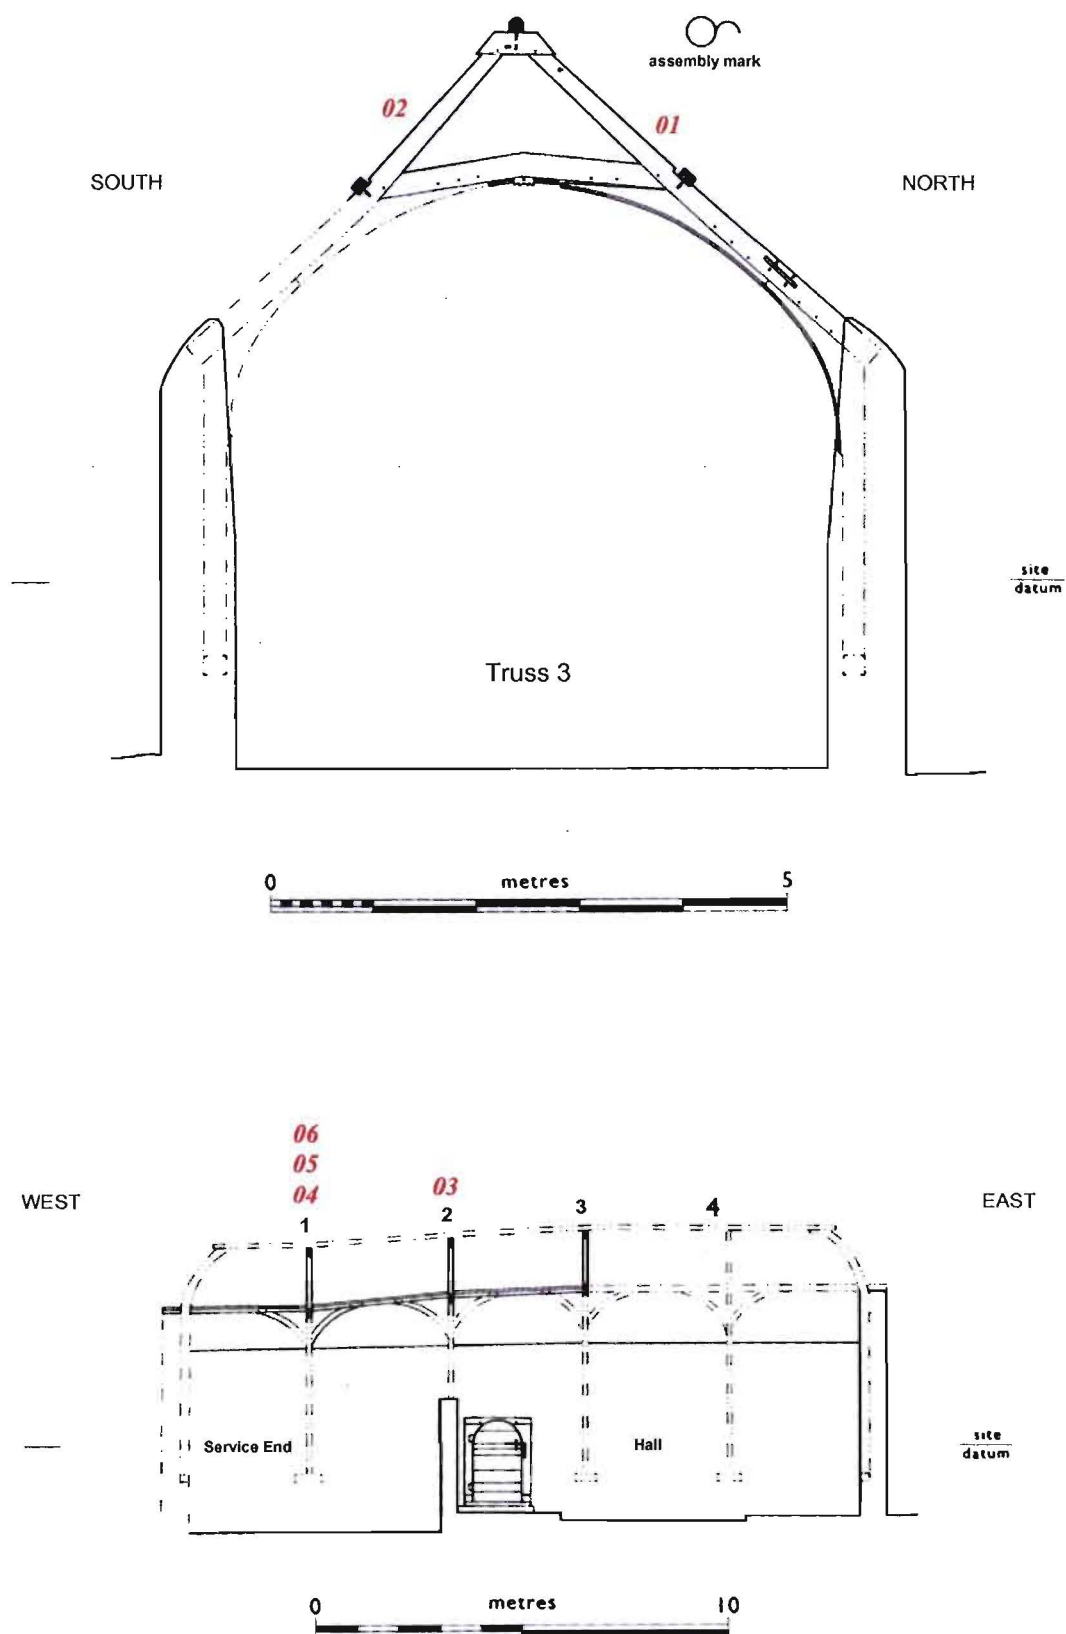 assembly mark
02
01
SOUTH
NORTH
site
datum
Truss 3
0 metres 5
06
05
04
03
WEST
EAST
1 2 3 4
Service End
Hall
site
datum
0 metres 10